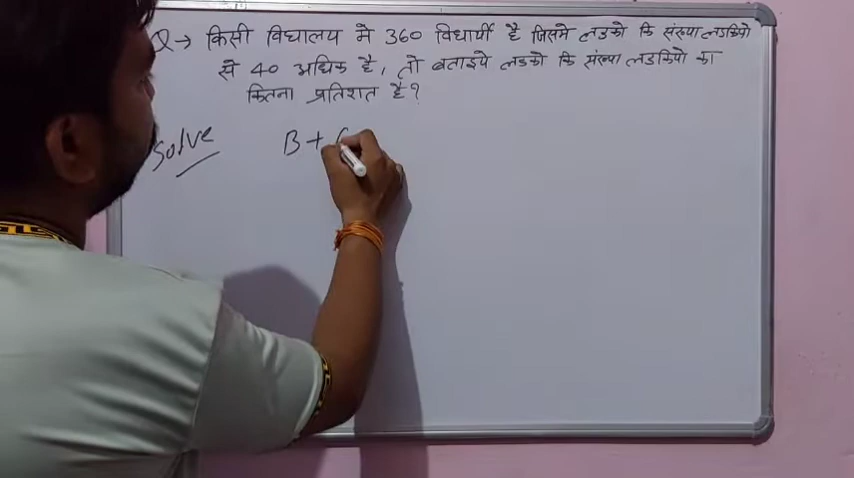 Q→ किसी विधालय मे 360 विधार्यी है जिसमे लडको कि संख्या लडकियो
से 40 अधिक है, तो बताइये लडको कि संख्या लडकियो का
कितना प्रतिशत है?
Solve B + G